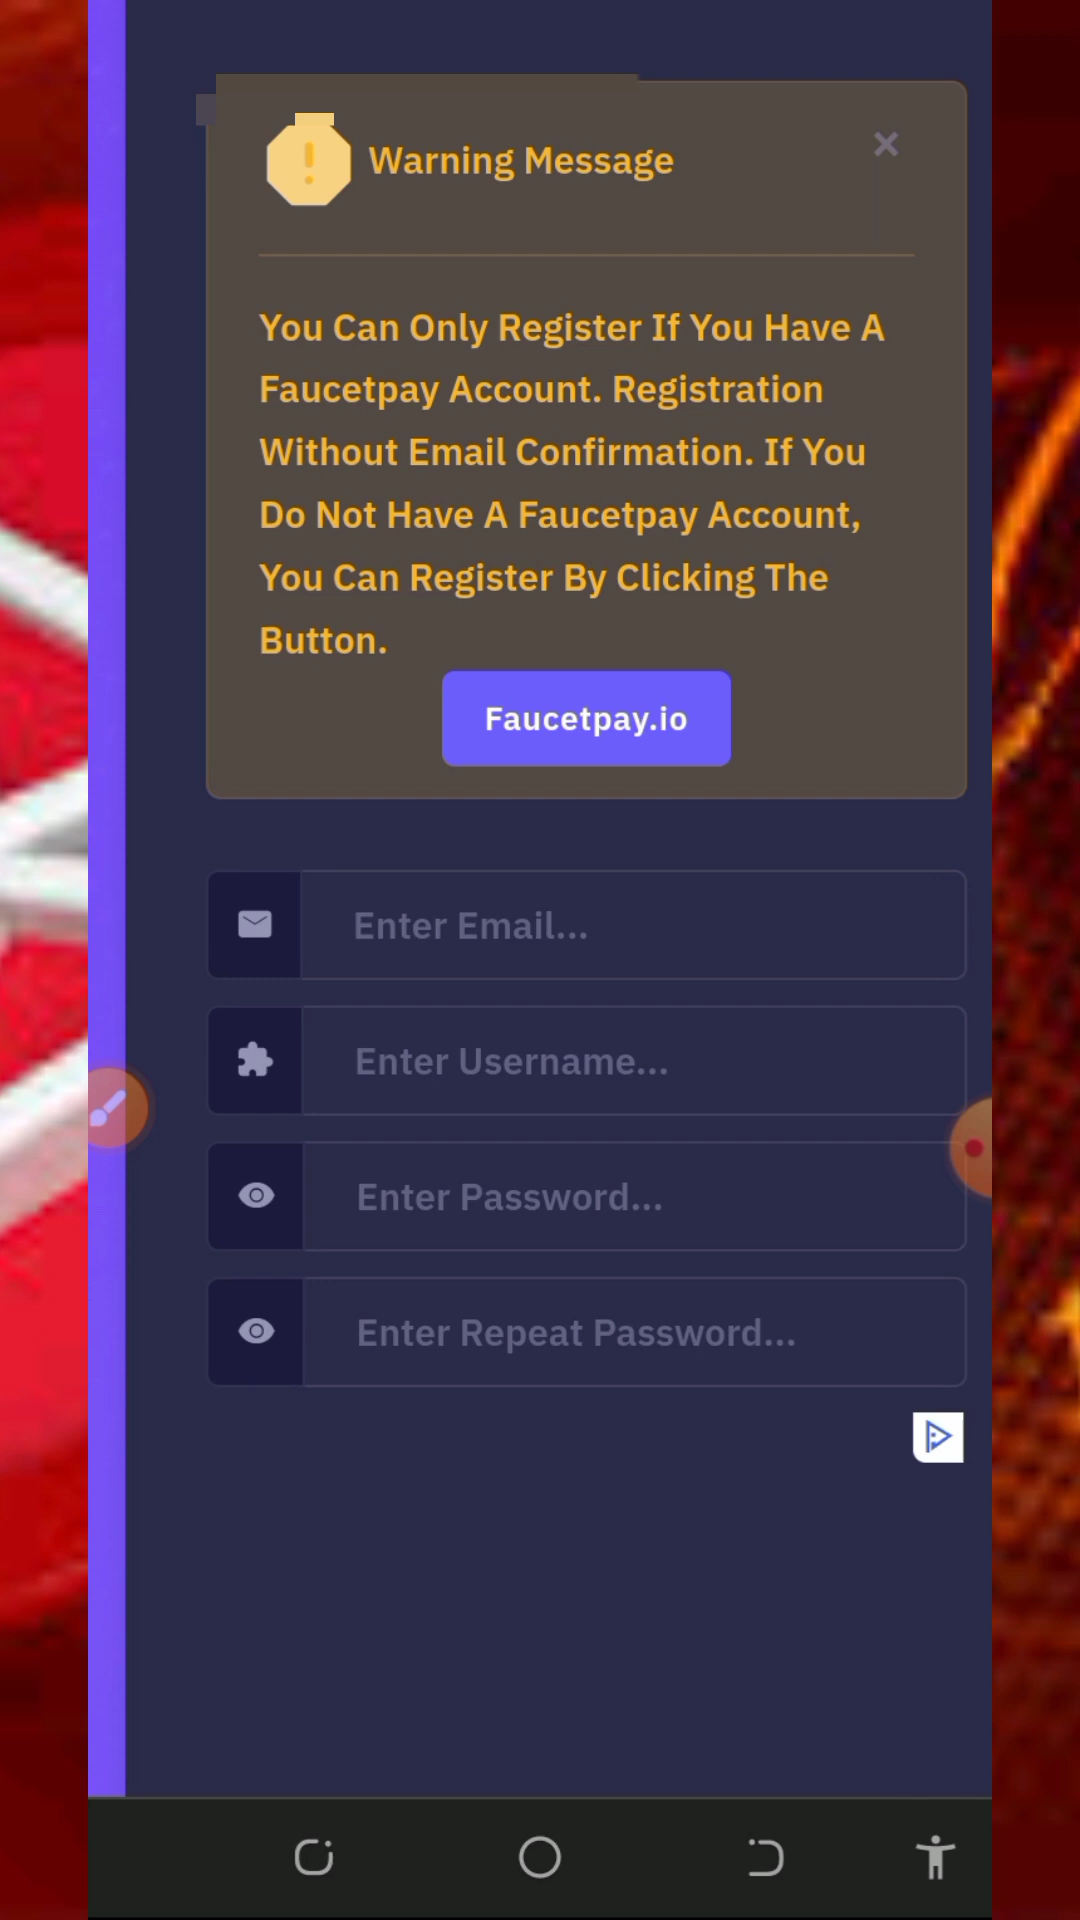 Warning Message
You Can Only Register If You Have A
Faucetpay Account. Registration
Without Email Confirmation. If You
Do Not Have A Faucetpay Account,
You Can Register By Clicking The
Button.
Faucetpay.io
Enter Email...
Enter Username...
Enter Password...
Enter Repeat Password...